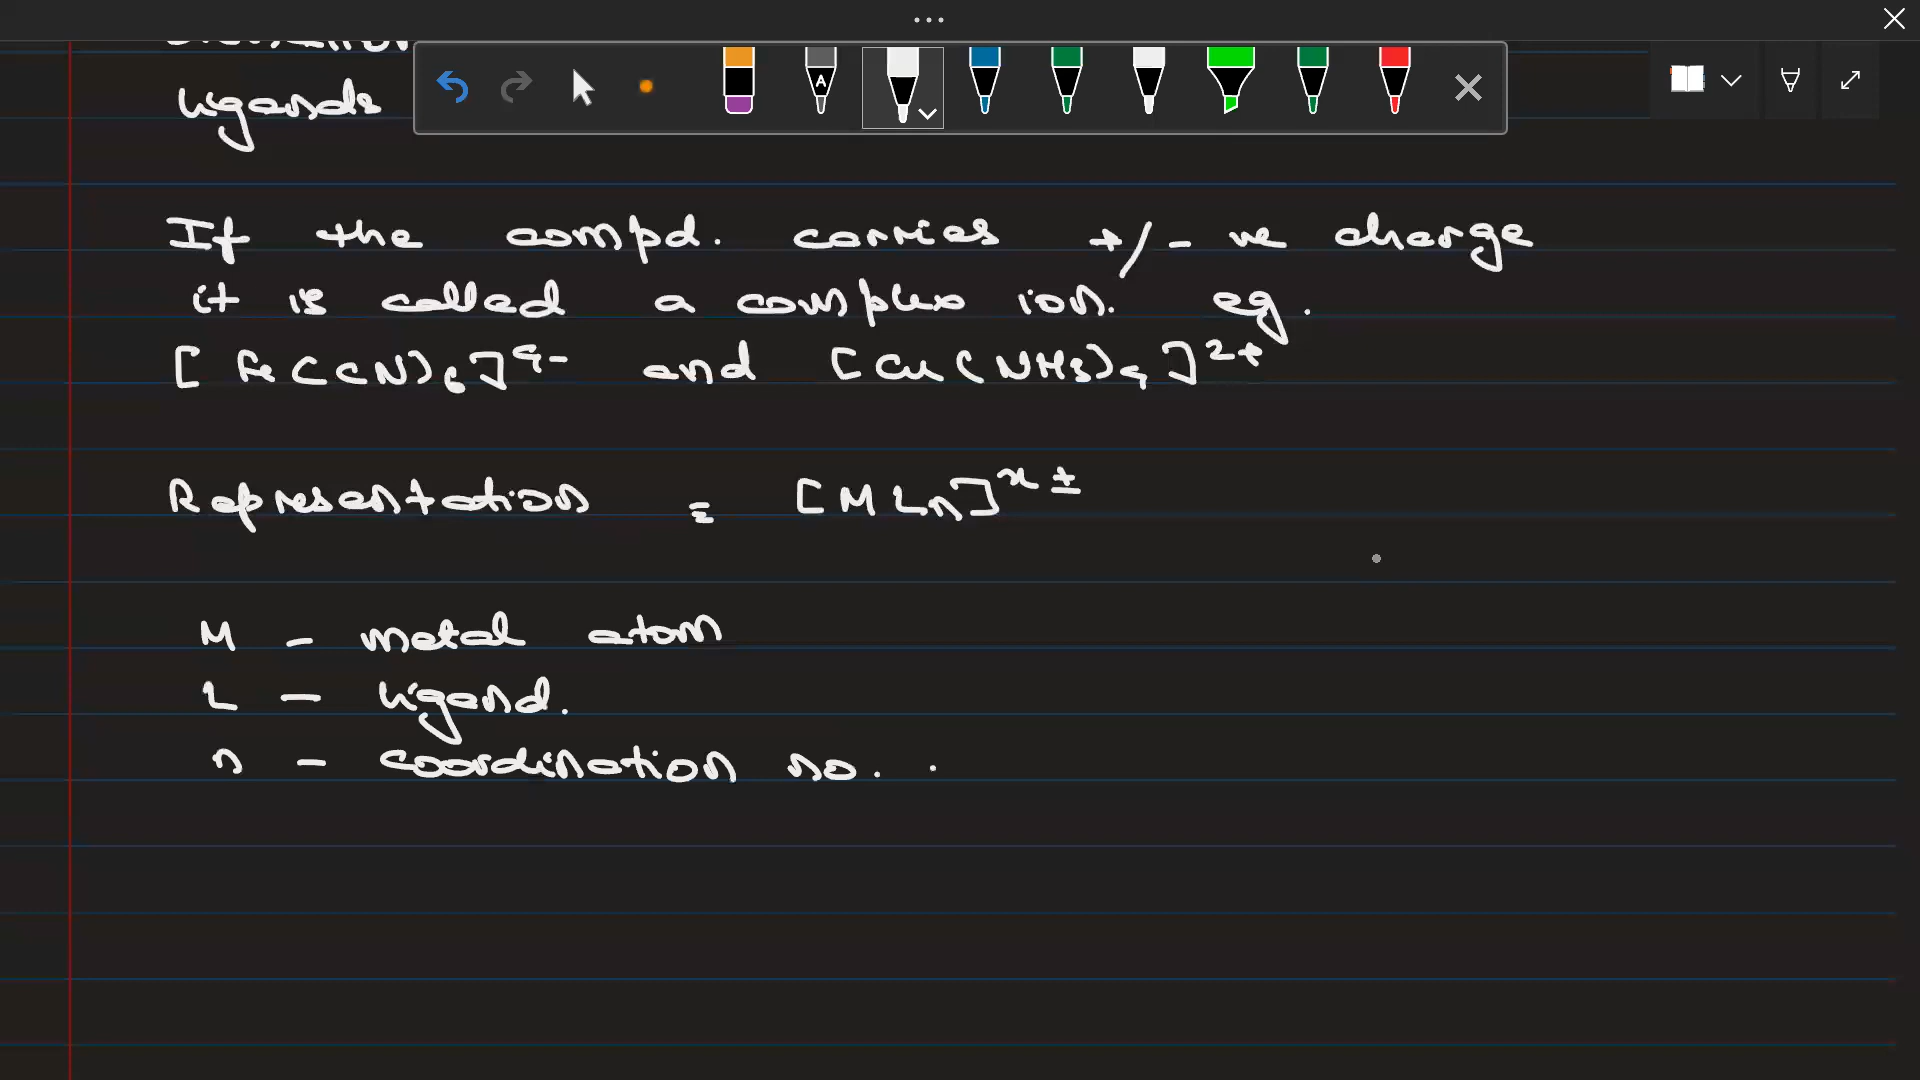 ligands
If the compd. carries +/- ve charge
it is called a complex ion. eg.
[Fe(CN)6]4- and [Cu(NH3)4]2+
Representation = [MLn]x±
M - metal atom
L - ligand.
n - coordination no. .